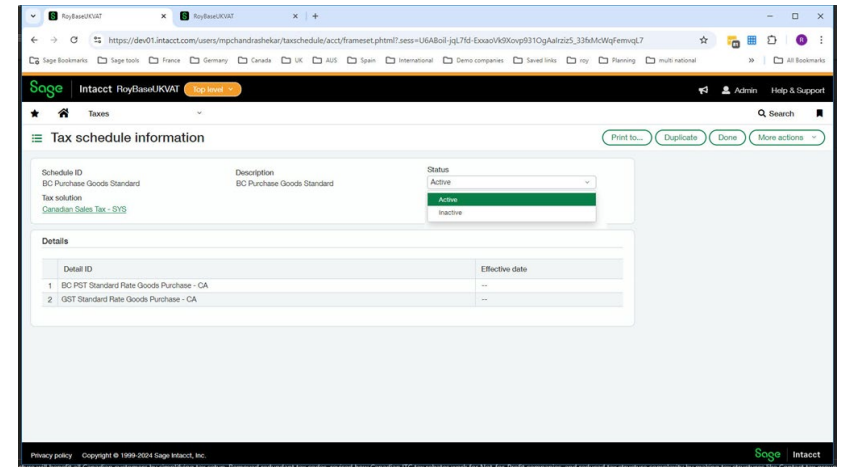 RoyBaseUKVAT
RoyBaseUKVAT
https://dev01.intacct.com/users/mpchandrashekar/taxschedule/acct/frameset.phtml?.sess=
Sage Bookmarks Sage tools France Germany Canada UK AUS Spain International Demo companies Saved links roy Planning multi national All Bookmarks
Sage Intacct RoyBaseUKVAT Top level Admin Help & Support
Taxes Search
Tax schedule information Print to... Duplicate Done More actions
Schedule ID Description Status
BC Purchase Goods Standard BC Purchase Goods Standard Active
Tax solution Active
Canadian Sales Tax - SYS Inactive
Details
Detail ID Effective date
1 BC PST Standard Rate Goods Purchase - CA --
2 GST Standard Rate Goods Purchase - CA --
Privacy policy Copyright © 1999-2024 Sage Intacct, Inc. Sage Intacct